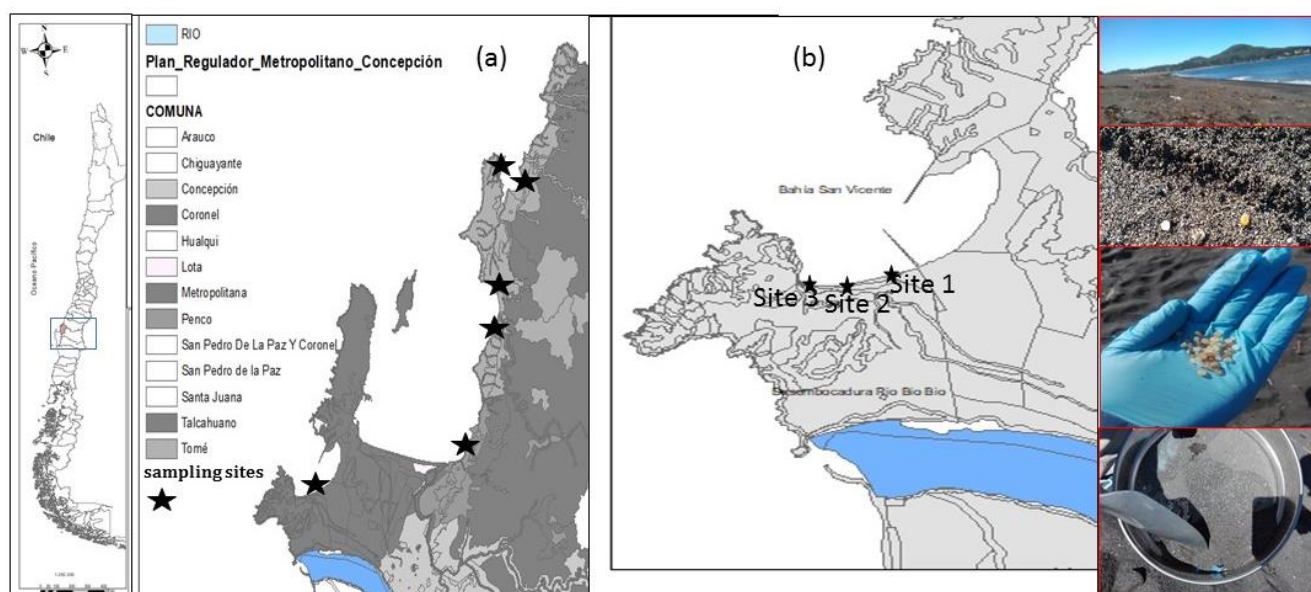 N
W
E
S
Chile
Oceano Pacifico
RIO
Plan_Regulador_Metropolitano_Concepción
COMUNA
Arauco
Chiguayante
Concepción
Coronel
Hualqui
Lota
Metropolitana
Penco
San Pedro De La Paz Y Coronel
San Pedro de la Paz
Santa Juana
Talcahuano
Tomé
sampling sites
(a)
(b)
Bahía San Vicente
Site 1
Site 2
Site 3
Desembocadura Rio Bio Bio